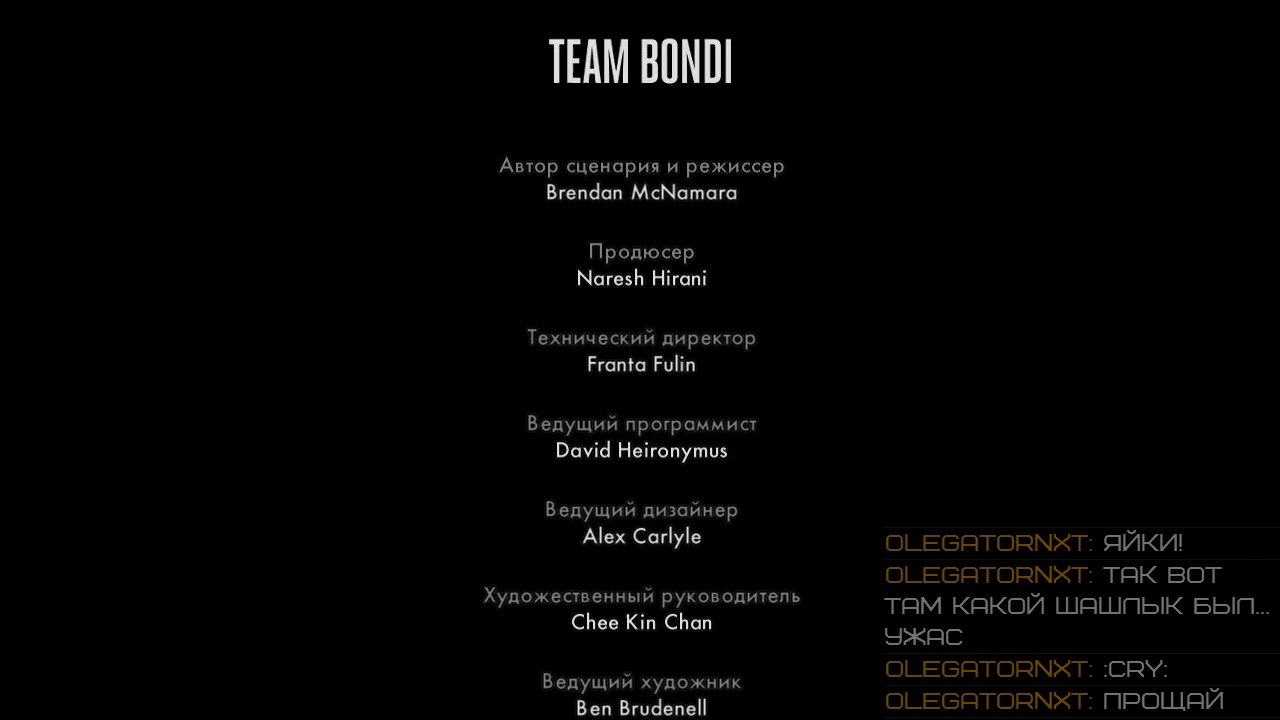 TEAM BONDI
Автор сценария и режиссер
Brendan McNamara
Продюсер
Naresh Hirani
Технический директор
Franta Fulin
Ведущий программист
David Heironymus
Ведущий дизайнер
Alex Carlyle
Художественный руководитель
Chee Kin Chan
Ведущий художник
Ben Brudenell
OLEGATORNXT: ЯЙКИ!
OLEGATORNXT: ТАК ВОТ
ТАМ КАКОЙ ШАШЛЫК БЫЛ...
УЖАС
OLEGATORNXT: :CRY:
OLEGATORNXT: ПРОЩАЙ